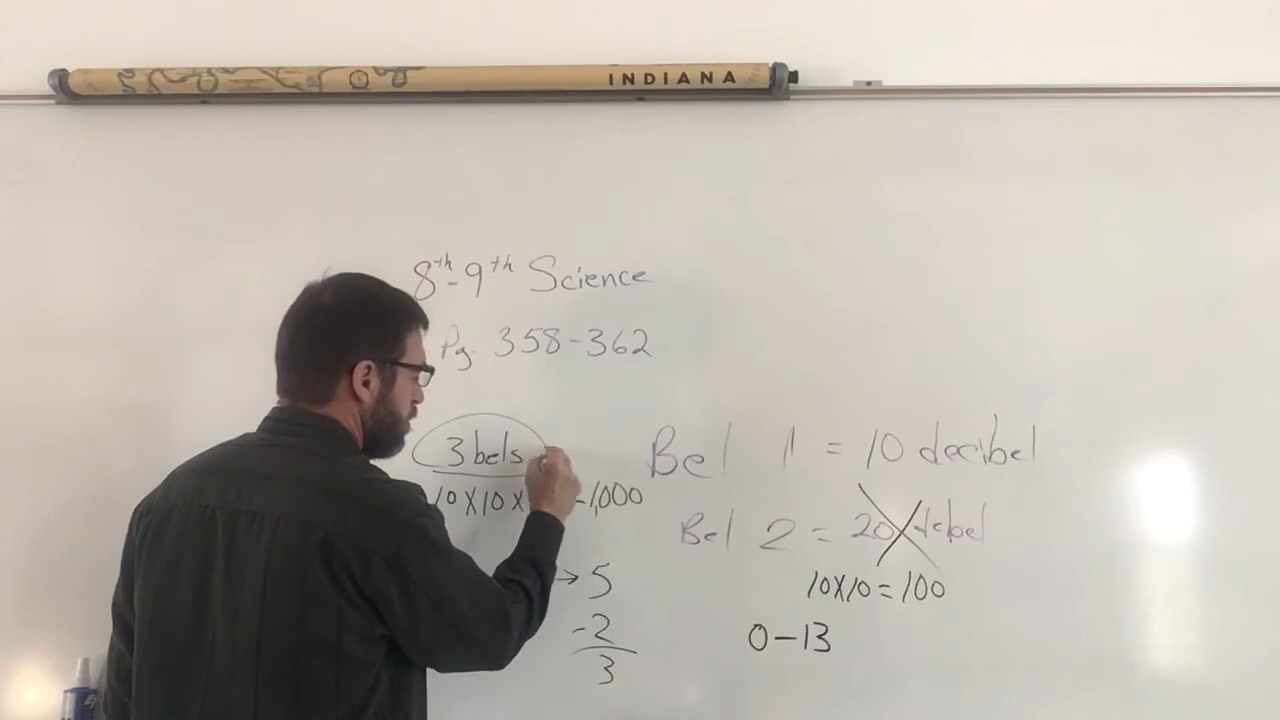 INDIANA
8th-9th Science
Pg. 358-362
3 bels
10X10X -1,000
→ 5
-2
3
Bel 1 = 10 decibel
Bel 2 = 20
10X10=100
0-13